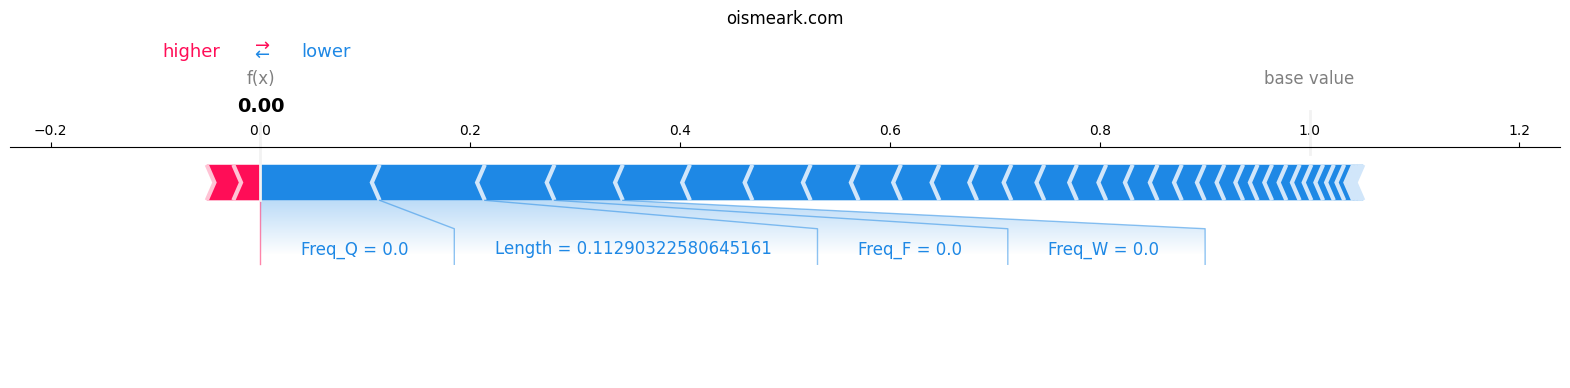 oismeark.com
higher ⇄ lower
f(x) base value
0.00
−0.2 0.0 0.2 0.4 0.6 0.8 1.0 1.2
Freq_Q = 0.0 Length = 0.11290322580645161 Freq_F = 0.0 Freq_W = 0.0